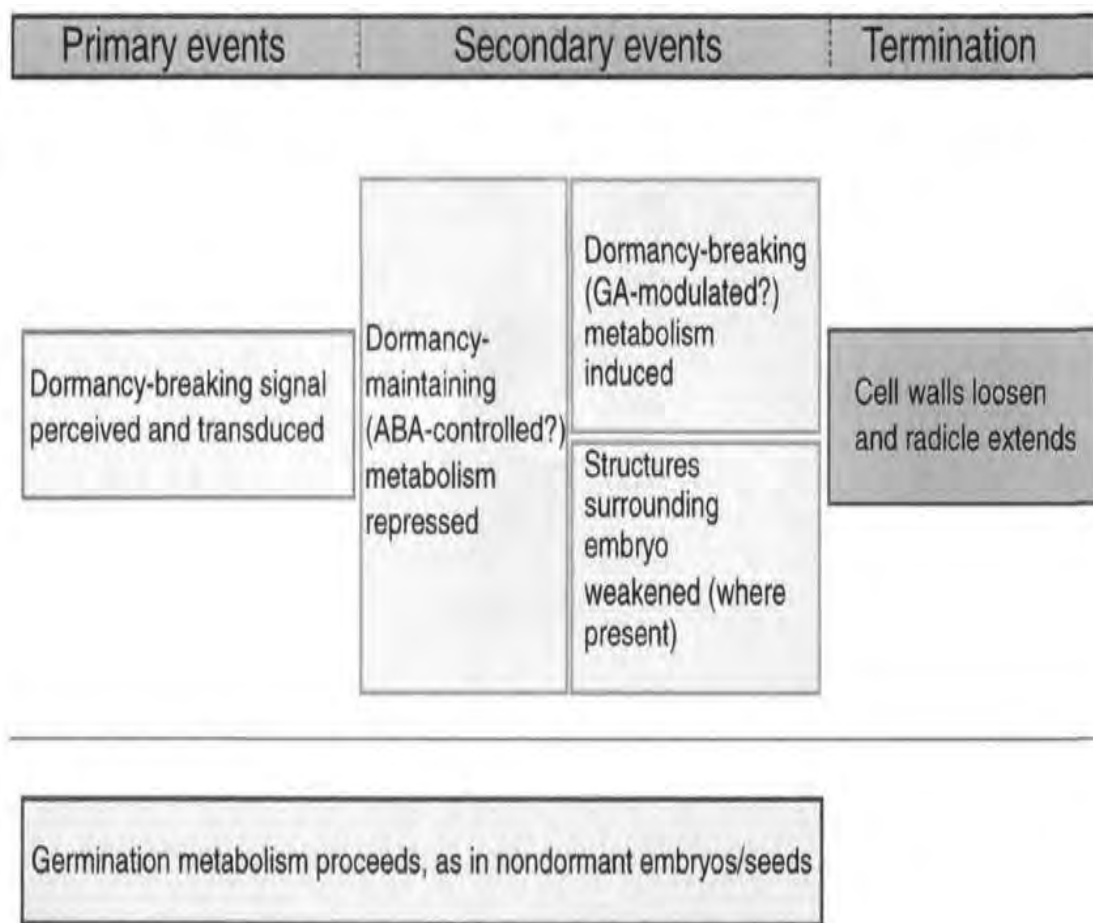 Primary events
Secondary events
Termination
Dormancy-breaking signal
perceived and transduced
Dormancy-
maintaining
(ABA-controlled?)
metabolism
repressed
Dormancy-breaking
(GA-modulated?)
metabolism
induced
Structures
surrounding
embryo
weakened (where
present)
Cell walls loosen
and radicle extends
Germination metabolism proceeds, as in nondormant embryos/seeds